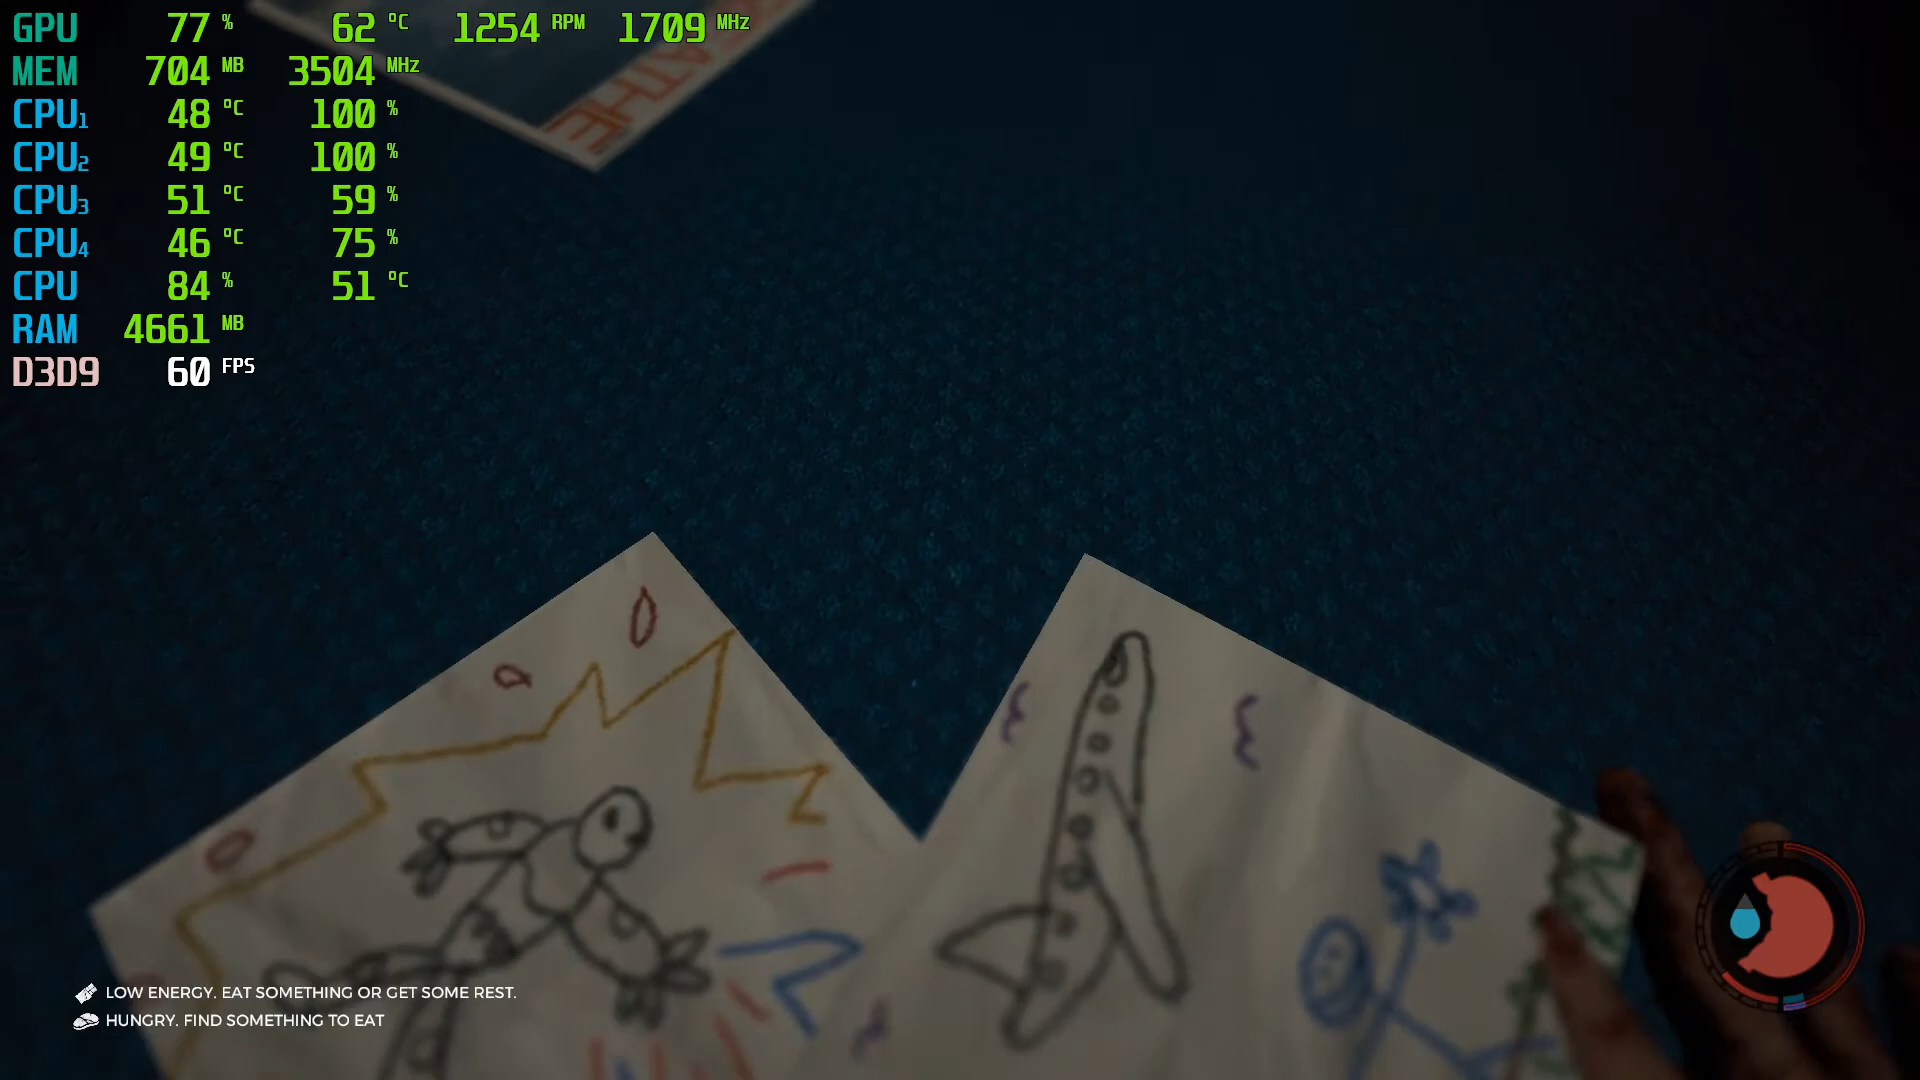 GPU 77 % 62 °C 1254 RPM 1709 MHz
MEM 704 MB 3504 MHz
CPU1 48 °C 100 %
CPU2 49 °C 100 %
CPU3 51 °C 59 %
CPU4 46 °C 75 %
CPU 84 % 51 °C
RAM 4661 MB
D3D9 60 FPS
LOW ENERGY. EAT SOMETHING OR GET SOME REST.
HUNGRY. FIND SOMETHING TO EAT